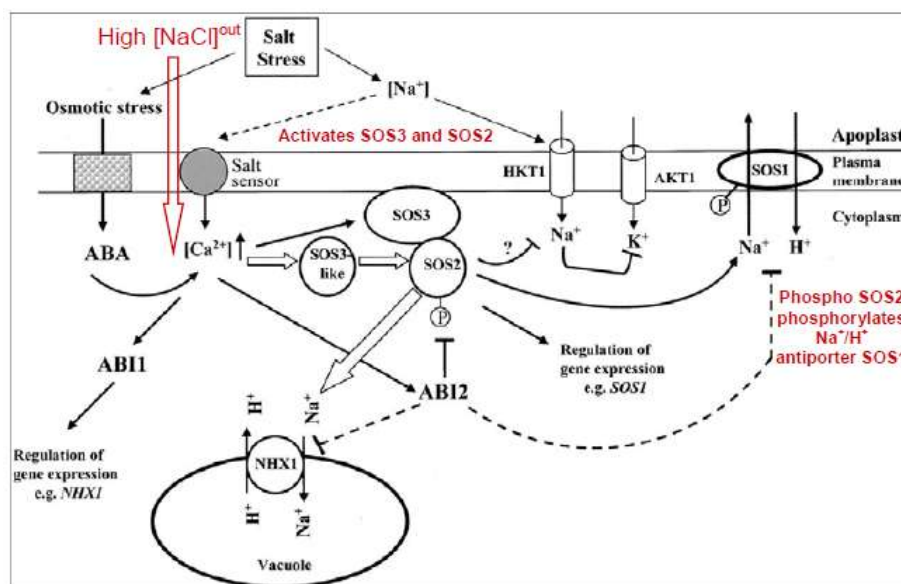 High [NaCl]out
Salt
Stress
[Na+]
Osmotic stress
Activates SOS3 and SOS2
Apoplast
Plasma
membrane
Cytoplasm
Salt
sensor
HKT1
AKT1
SOS1
P
SOS3
ABA
[Ca2+]
SOS3-
like
SOS2
P
?
Na+
K+
Na+
H+
Phospho SOS2
phosphorylates
Na+/H+
antiporter SOS1
ABI1
ABI2
Regulation of
gene expression
e.g. SOS1
Regulation of
gene expression
e.g. NHX1
H+
Na+
NHX1
H+
Na+
Vacuole